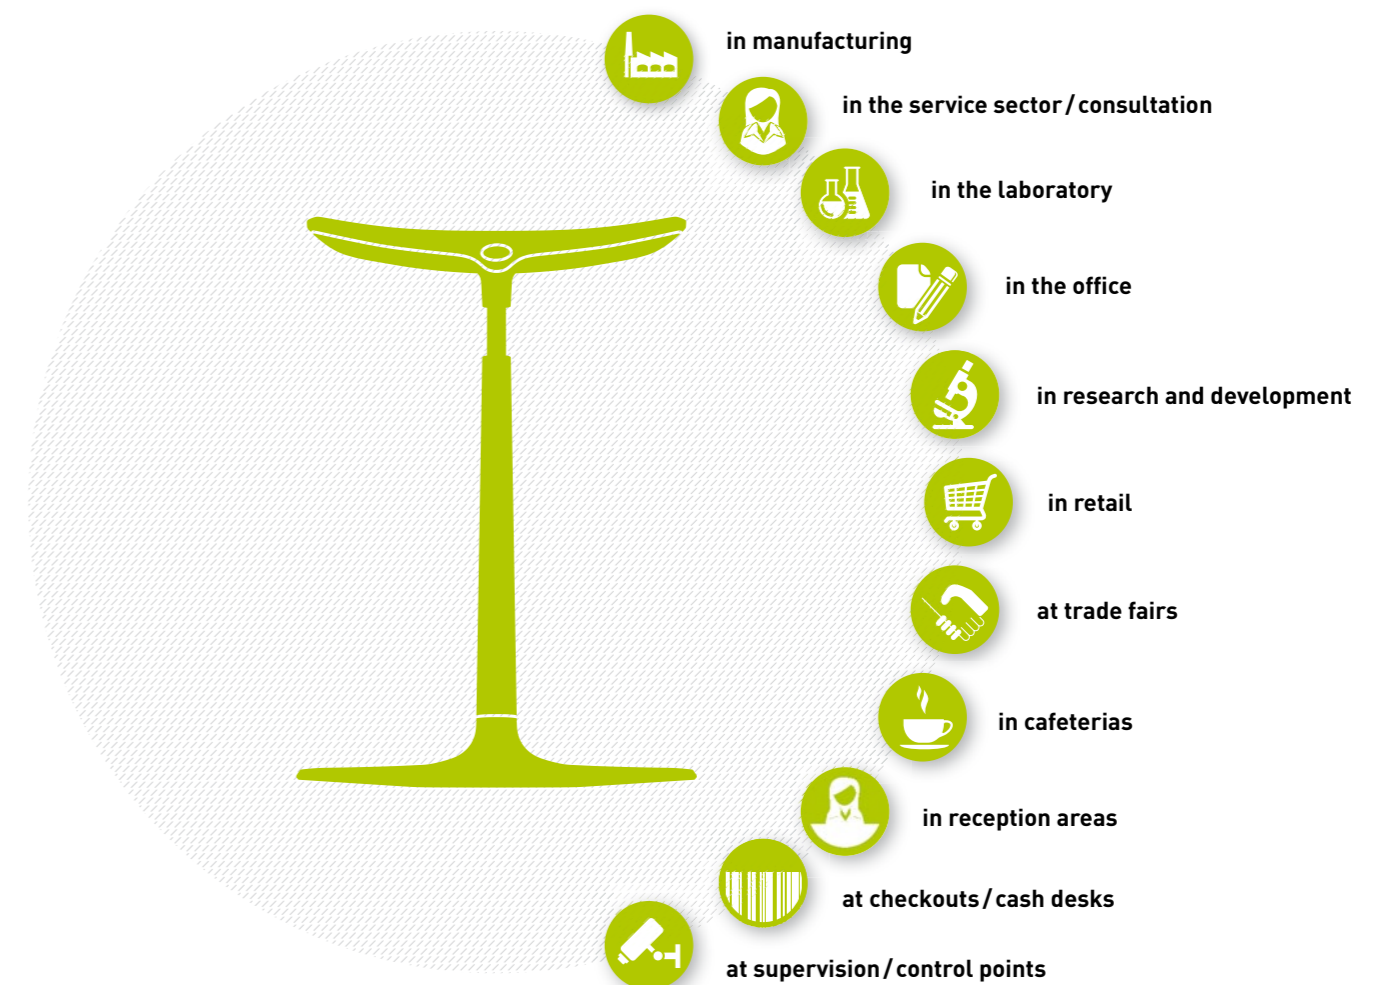 in manufacturing
in the service sector / consultation
in the laboratory
in the office
in research and development
in retail
at trade fairs
in cafeterias
in reception areas
at checkouts / cash desks
at supervision / control points